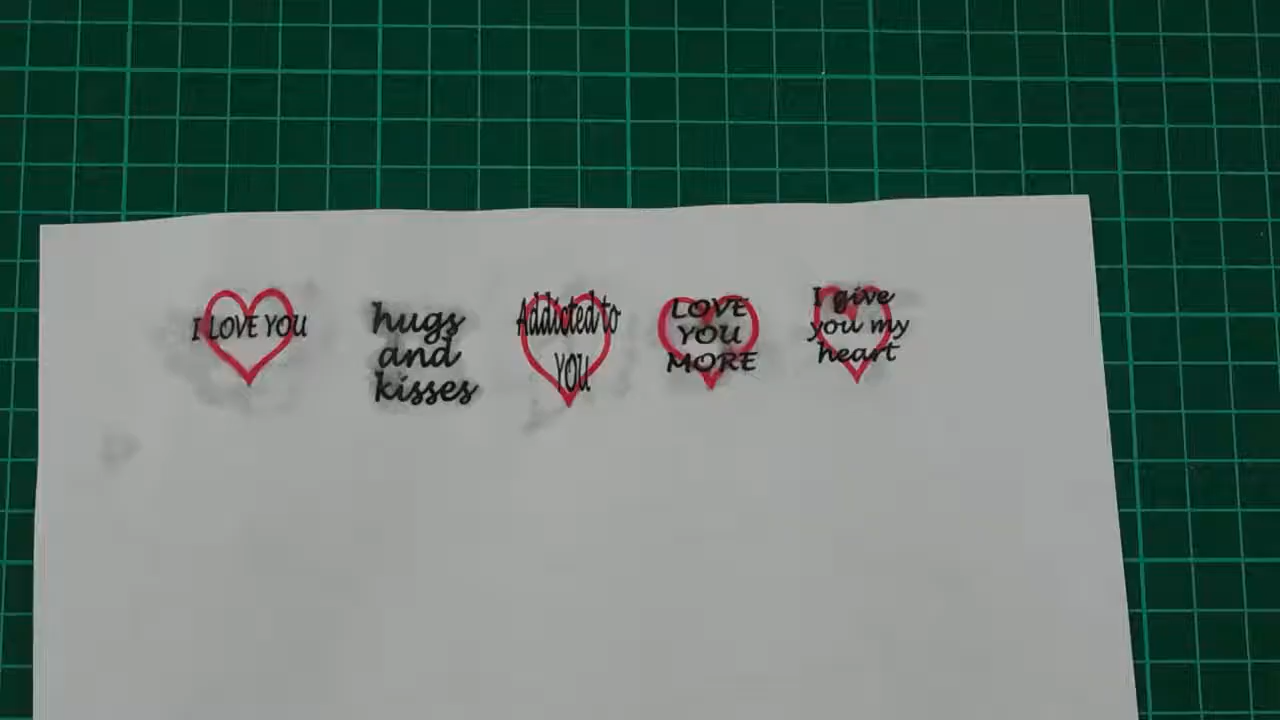 I LOVE YOU
hugs
and
kisses
Addicted to
YOU
LOVE
YOU
MORE
I give
you my
heart